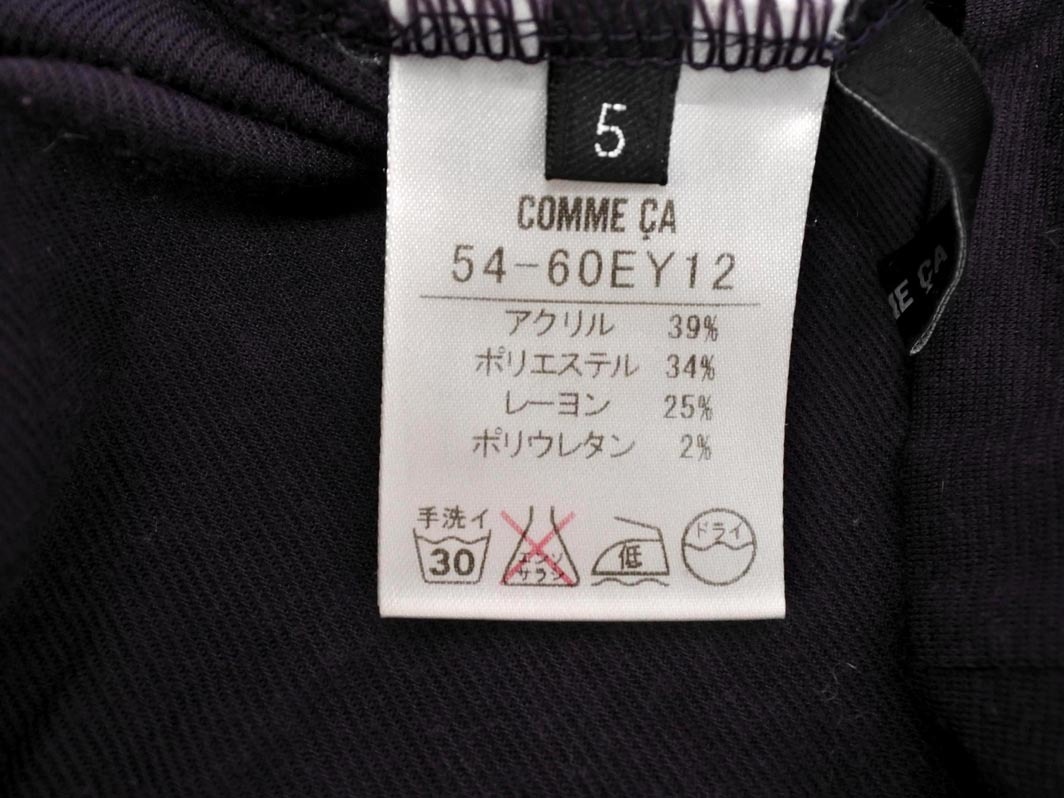 5
COMME ÇA
54-60EY12
アクリル 39%
ポリエステル 34%
レーヨン 25%
ポリウレタン 2%
手洗イ
30
エンソ
サラシ
低
ドライ
ME ÇA